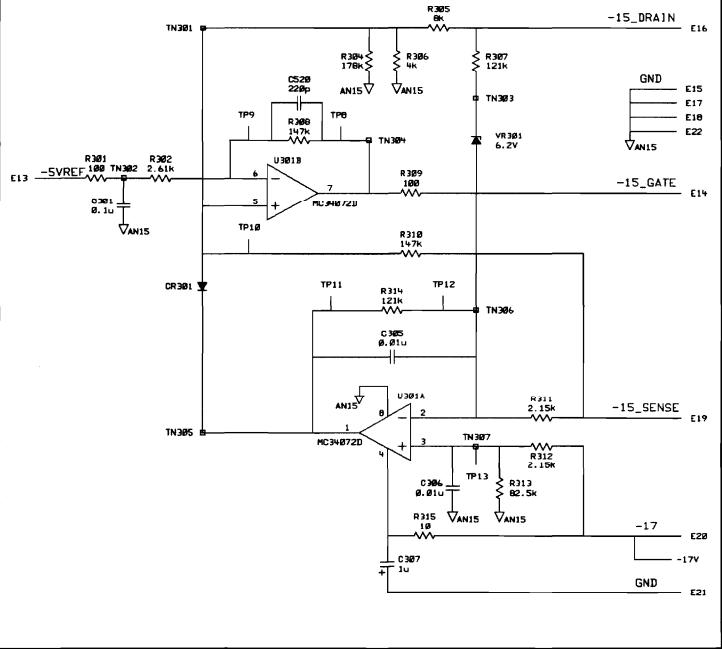 R305
8k
-15_DRAIN
TN301
E16
R304
178k
R306
4k
R307
121k
AN15
AN15
C520
220p
GND
E15
E17
E18
E22
AN15
TN303
TP9
R308
147k
TP8
TN304
VR301
6.2V
U301B
R301
100
TN302
R302
2.61k
E13
-5VREF
6
7
5
R309
100
-15_GATE
E14
MC34072D
C301
0.1u
AN15
TP10
R310
147k
CR301
TP11
R314
121k
TP12
TN306
C305
0.01u
U301A
AN15
8
2
R311
2.15k
-15_SENSE
E19
TN305
1
MC34072D
3
TN307
4
R312
2.15k
TP13
C306
0.01u
R313
82.5k
AN15
AN15
R315
10
-17
E20
-17V
C307
1u
GND
E21